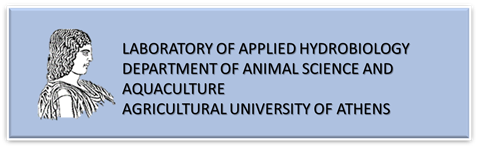 LABORATORY OF APPLIED HYDROBIOLOGY
DEPARTMENT OF ANIMAL SCIENCE AND
AQUACULTURE
AGRICULTURAL UNIVERSITY OF ATHENS